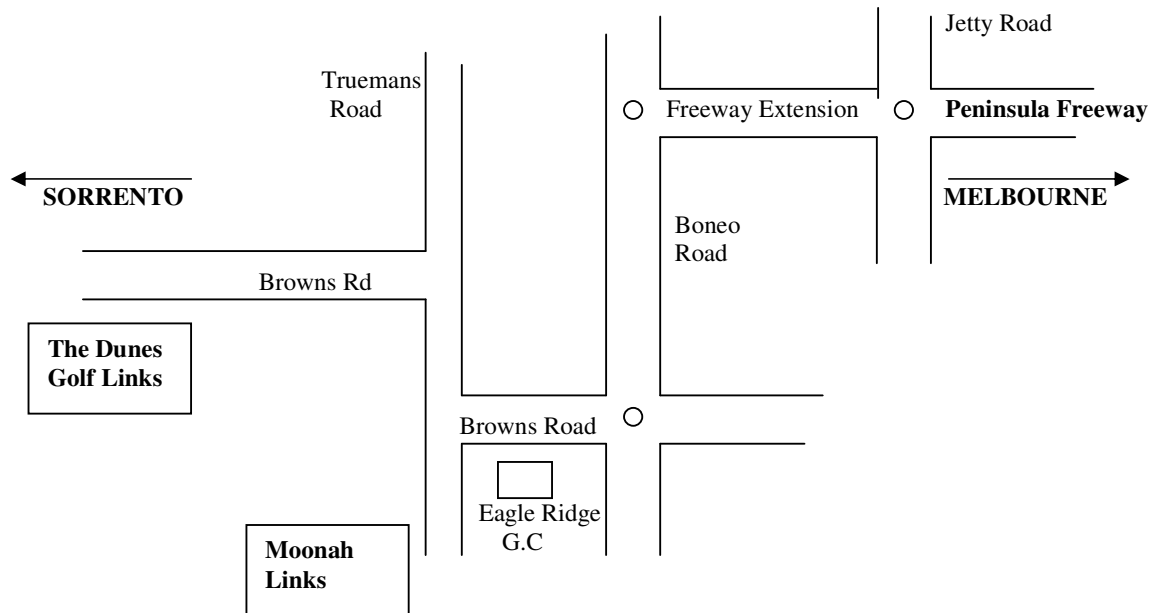 Jetty Road
Truemans
Road
Freeway Extension
Peninsula Freeway
SORRENTO
MELBOURNE
Boneo
Road
Browns Rd
The Dunes
Golf Links
Browns Road
Eagle Ridge
G.C
Moonah
Links